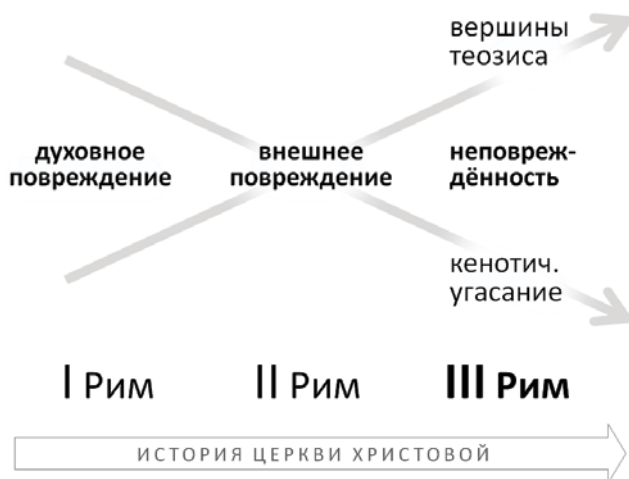 вершины
теозиса
духовное
повреждение
внешнее
повреждение
неповреж-
дённость
кенотич.
угасание
I Рим
II Рим
III Рим
ИСТОРИЯ ЦЕРКВИ ХРИСТОВОЙ